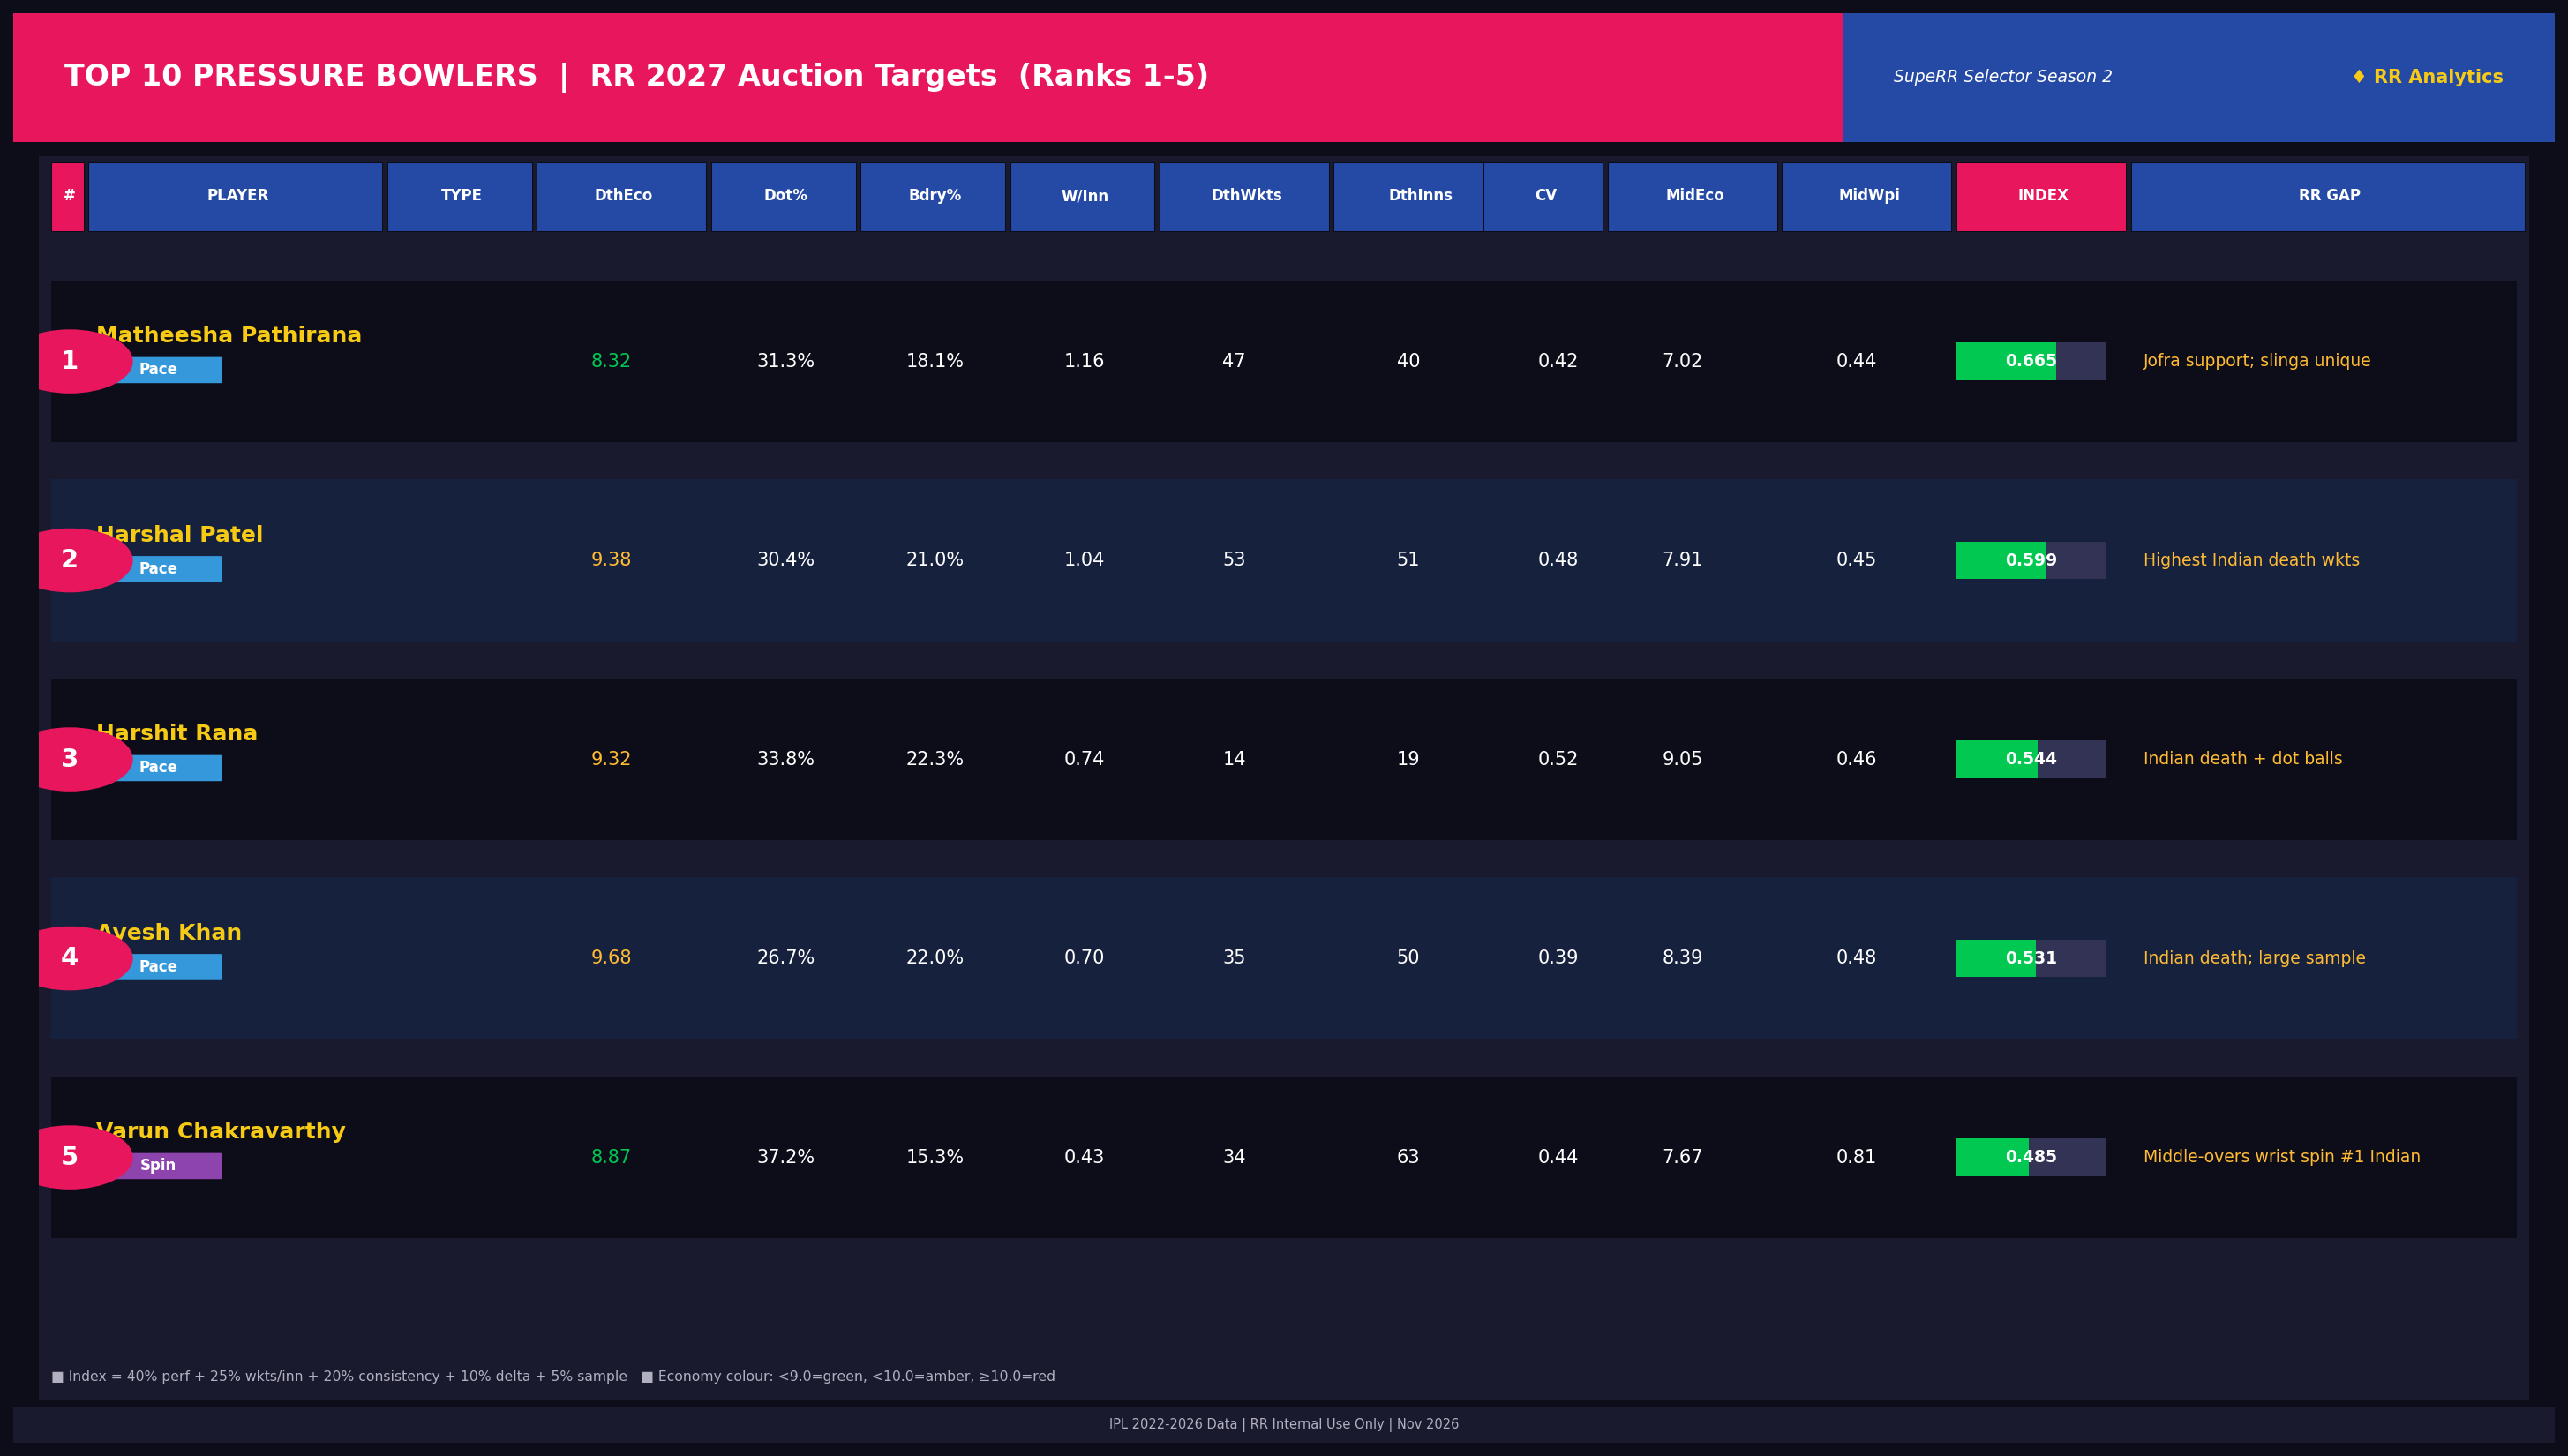 TOP 10 PRESSURE BOWLERS | RR 2027 Auction Targets (Ranks 1-5)
SupeRR Selector Season 2
♦ RR Analytics
# PLAYER TYPE DthEco Dot% Bdry% W/Inn DthWkts DthInns CV MidEco MidWpi INDEX RR GAP
Matheesha Pathirana
1 8.32 31.3% 18.1% 1.16 47 40 0.42 7.02 0.44 0.665 Jofra support; slinga unique
Pace
Harshal Patel
2 9.38 30.4% 21.0% 1.04 53 51 0.48 7.91 0.45 0.599 Highest Indian death wkts
Pace
Harshit Rana
3 9.32 33.8% 22.3% 0.74 14 19 0.52 9.05 0.46 0.544 Indian death + dot balls
Pace
Avesh Khan
4 9.68 26.7% 22.0% 0.70 35 50 0.39 8.39 0.48 0.531 Indian death; large sample
Pace
Varun Chakravarthy
5 8.87 37.2% 15.3% 0.43 34 63 0.44 7.67 0.81 0.485 Middle-overs wrist spin #1 Indian
Spin
■ Index = 40% perf + 25% wkts/inn + 20% consistency + 10% delta + 5% sample ■ Economy colour: <9.0=green, <10.0=amber, ≥10.0=red
IPL 2022-2026 Data | RR Internal Use Only | Nov 2026